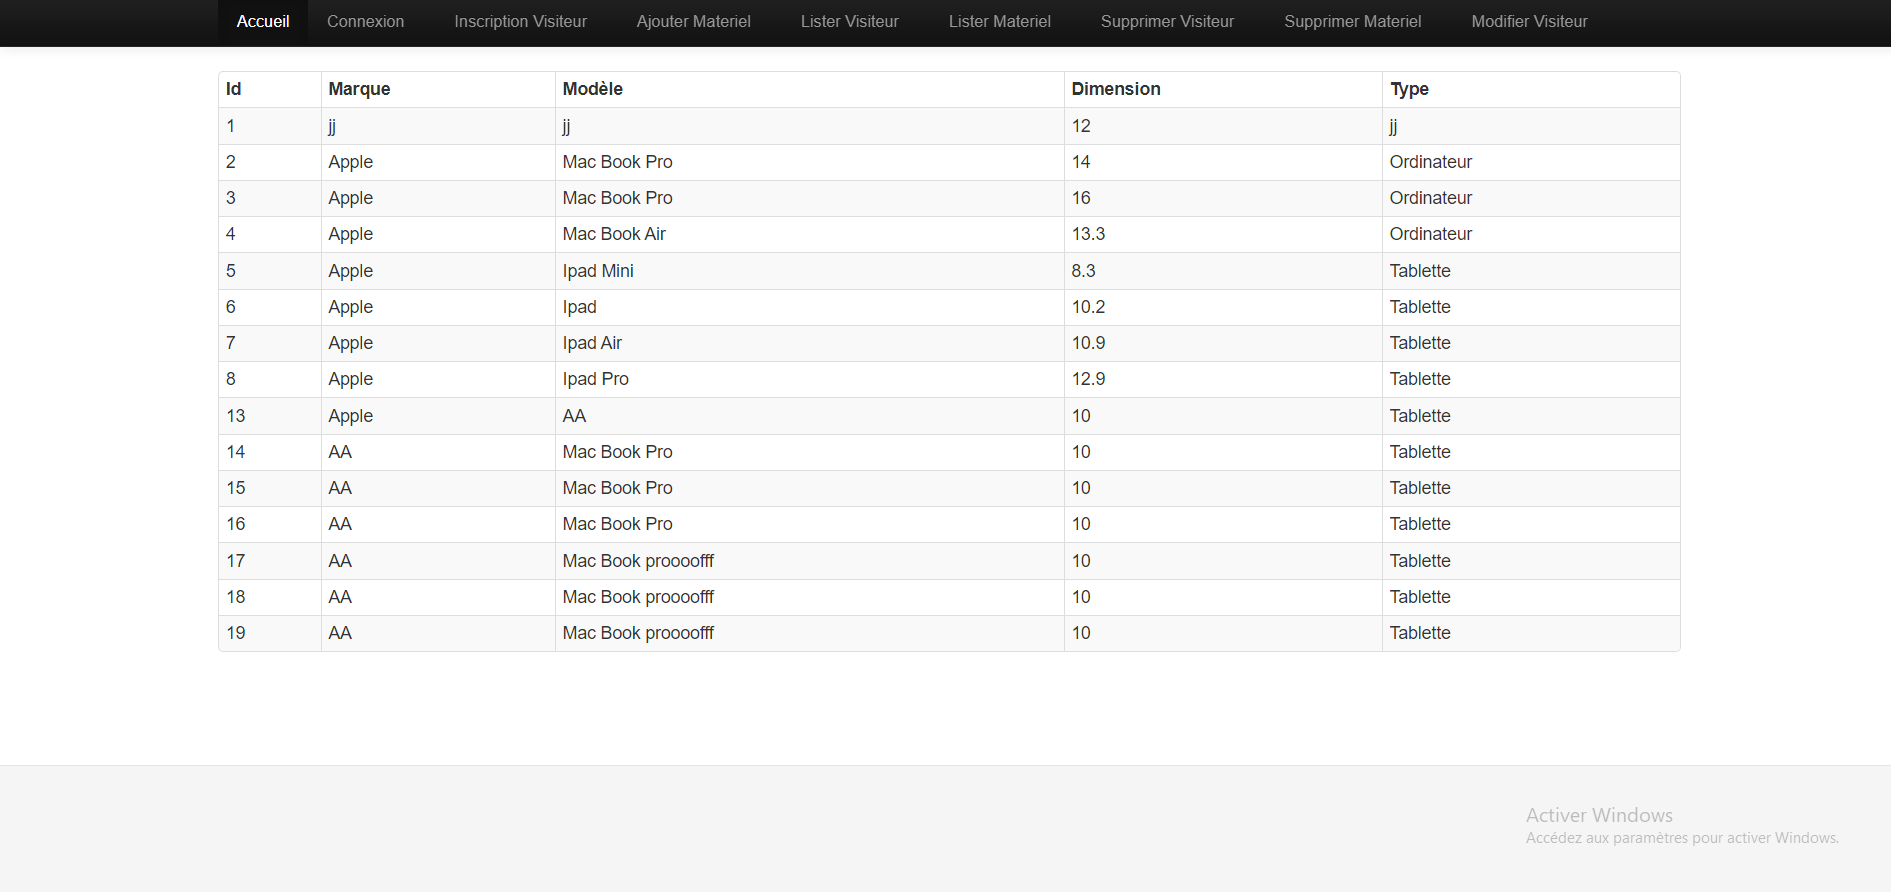 Accueil Connexion Inscription Visiteur Ajouter Materiel Lister Visiteur Lister Materiel Supprimer Visiteur Supprimer Materiel Modifier Visiteur
Id Marque Modèle Dimension Type
1 jj jj 12 jj
2 Apple Mac Book Pro 14 Ordinateur
3 Apple Mac Book Pro 16 Ordinateur
4 Apple Mac Book Air 13.3 Ordinateur
5 Apple Ipad Mini 8.3 Tablette
6 Apple Ipad 10.2 Tablette
7 Apple Ipad Air 10.9 Tablette
8 Apple Ipad Pro 12.9 Tablette
13 Apple AA 10 Tablette
14 AA Mac Book Pro 10 Tablette
15 AA Mac Book Pro 10 Tablette
16 AA Mac Book Pro 10 Tablette
17 AA Mac Book proooofff 10 Tablette
18 AA Mac Book proooofff 10 Tablette
19 AA Mac Book proooofff 10 Tablette
Activer Windows
Accédez aux paramètres pour activer Windows.